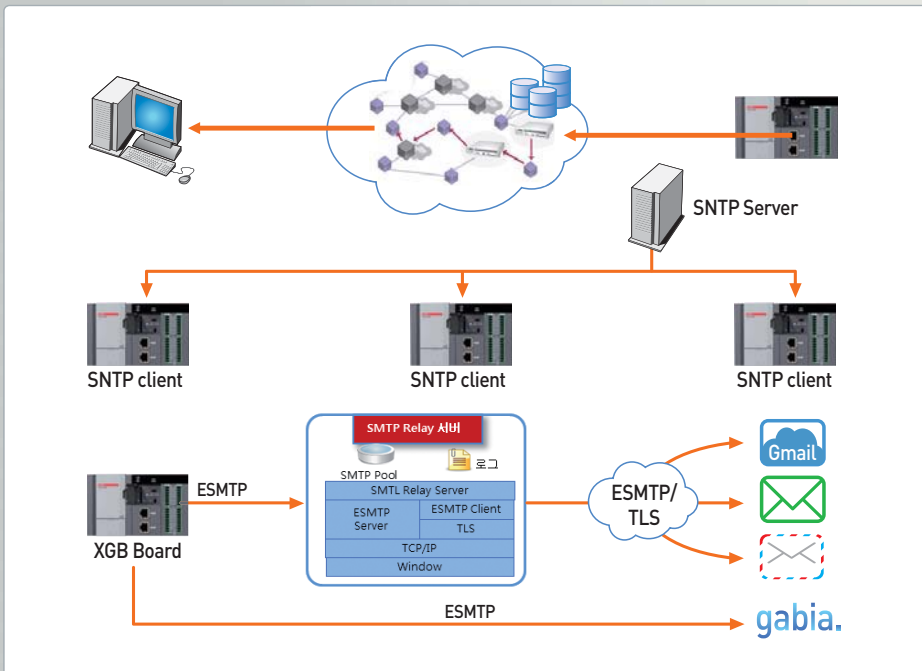 SNTP Server
SNTP client
SNTP client
SNTP client
SMTP Relay 서버
SMTP Pool
로그
SMTL Relay Server
ESMTP Server
ESMTP Client
TLS
TCP/IP
Window
XGB Board
ESMTP
ESMTP/
TLS
Gmail
ESMTP
gabia.